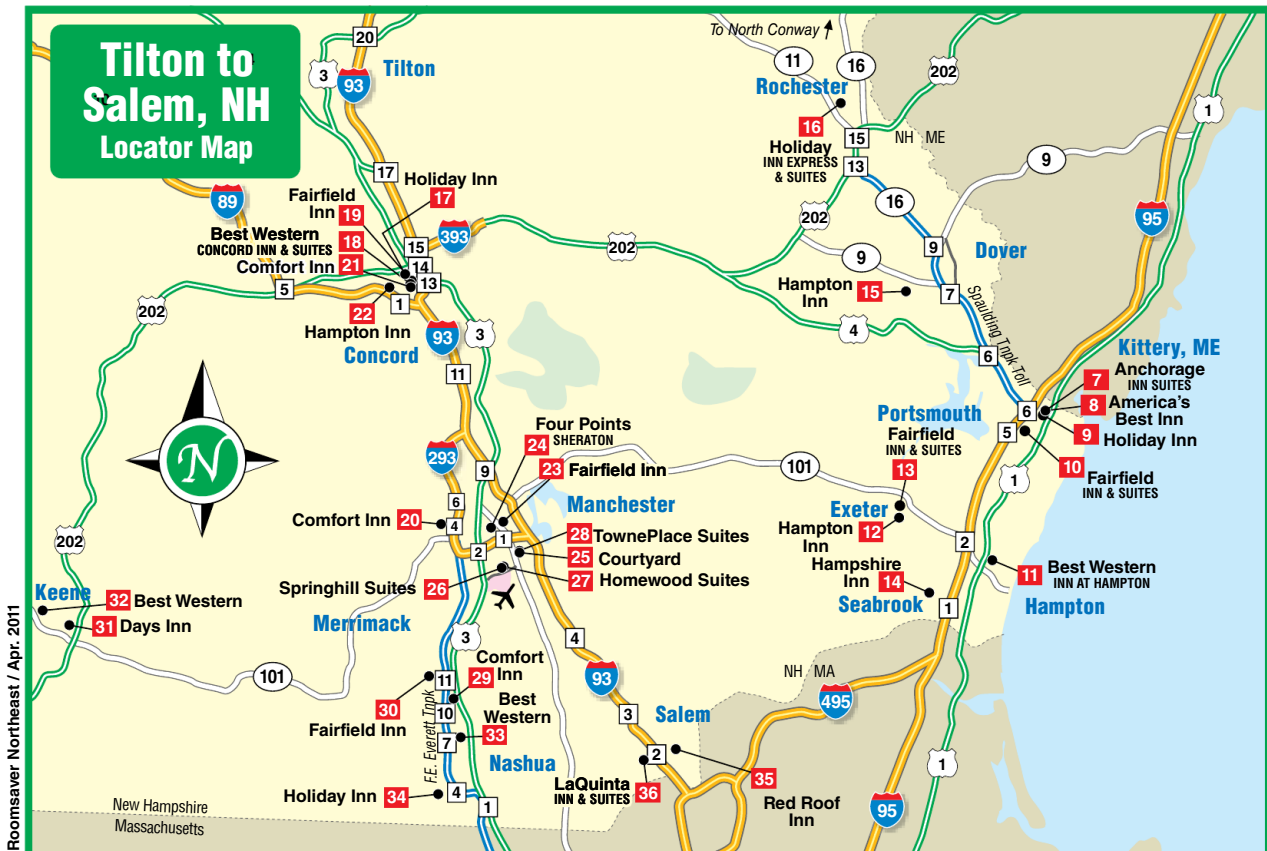 Tilton to
Salem, NH
Locator Map
To North Conway
20
3
93
Tilton
11
16
202
1
Rochester
16
15
NH
ME
Holiday
INN EXPRESS
& SUITES
13
9
17
Holiday Inn
17
Fairfield
Inn
19
89
16
95
Best Western
CONCORD INN & SUITES
18
393
15
202
202
9
Dover
Comfort Inn
21
14
13
9
5
1
Hampton
Inn
15
7
Spaulding Tnpk Toll
202
22
Hampton Inn
Concord
93
3
4
6
Kittery, ME
11
7
Anchorage
INN SUITES
8
America's
Best Inn
6
Portsmouth
5
9
Holiday Inn
Fairfield
INN & SUITES
13
10
Fairfield
INN & SUITES
N
293
Four Points
SHERATON
24
23
Fairfield Inn
9
101
1
Manchester
6
Exeter
Comfort Inn
20
4
Hampton
Inn
12
28
TownePlace Suites
1
2
25
Courtyard
2
202
Hampshire
Inn
14
11
Best Western
INN AT HAMPTON
Springhill Suites
26
27
Homewood Suites
Keene
32
Best Western
Seabrook
1
Hampton
31
Days Inn
Merrimack
3
4
101
Comfort
Inn
29
11
93
NH
MA
495
30
Fairfield Inn
10
F.E. Everett Tnpk
Best
Western
33
3
Salem
7
Nashua
2
1
LaQuinta
INN & SUITES
36
35
Red Roof
Inn
Holiday Inn
34
4
1
95
New Hampshire
Massachusetts
Roomsaver Northeast / Apr. 2011